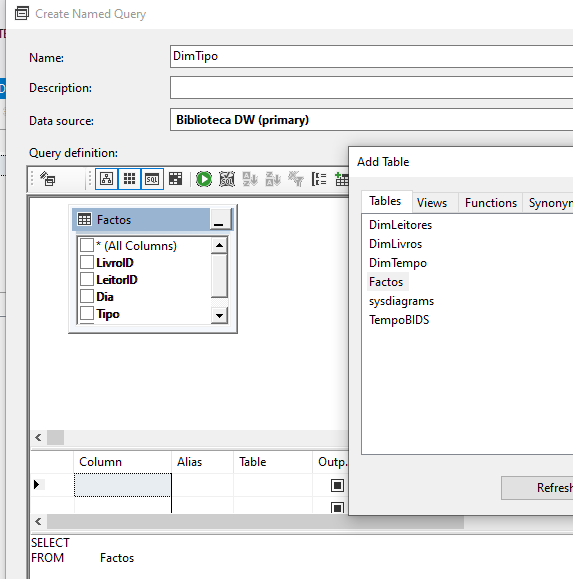 Create Named Query
Name:
DimTipo
Description:
Data source:
Biblioteca DW (primary)
Query definition:
SQL
Factos
* (All Columns)
LivroID
LeitorID
Dia
Tipo
Add Table
Tables
Views
Functions
Synonym
DimLeitores
DimLivros
DimTempo
Factos
sysdiagrams
TempoBIDS
Refresh
Column
Alias
Table
Outp.
SELECT
FROM Factos